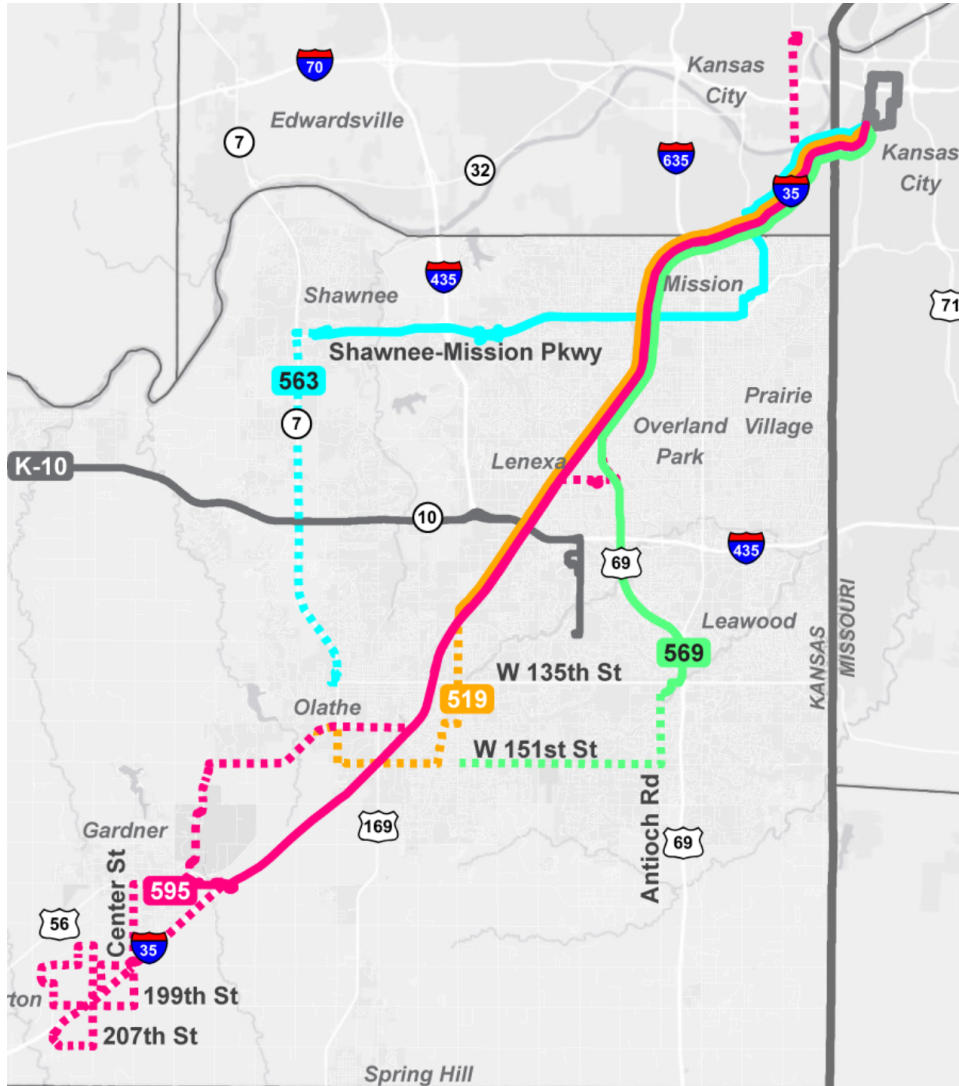 70
Kansas
City
7
Edwardsville
32
635
Kansas
City
35
435
Shawnee
Mission
71
Shawnee-Mission Pkwy
563
7
Prairie
Village
Overland
Park
Lenexa
K-10
10
435
69
Leawood
569
W 135th St
KANSAS
MISSOURI
519
Olathe
W 151st St
169
Gardner
69
Antioch Rd
Center St
595
56
35
rton
199th St
207th St
Spring Hill